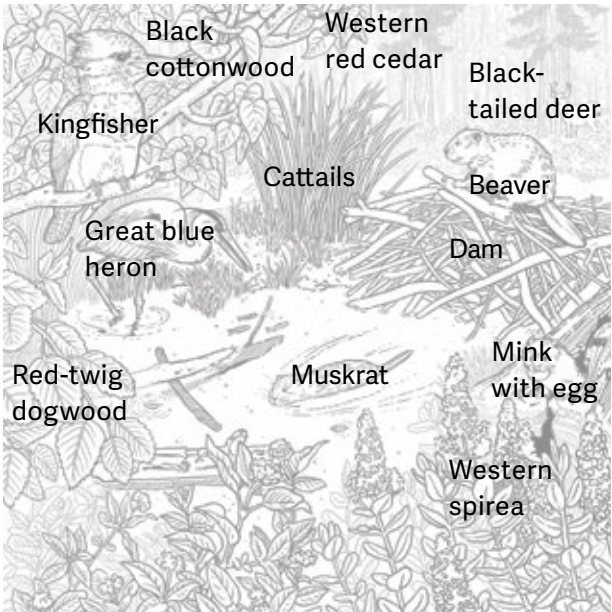 Black
cottonwood
Western
red cedar
Black-
tailed deer
Kingfisher
Cattails
Beaver
Great blue
heron
Dam
Red-twig
dogwood
Muskrat
Mink
with egg
Western
spirea